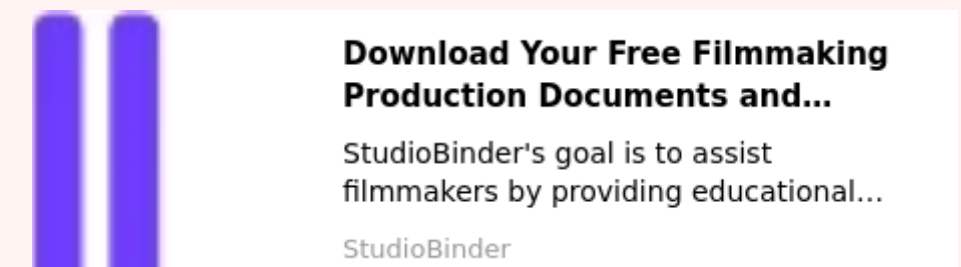 Download Your Free Filmmaking
Production Documents and...
StudioBinder's goal is to assist
filmmakers by providing educational...
StudioBinder